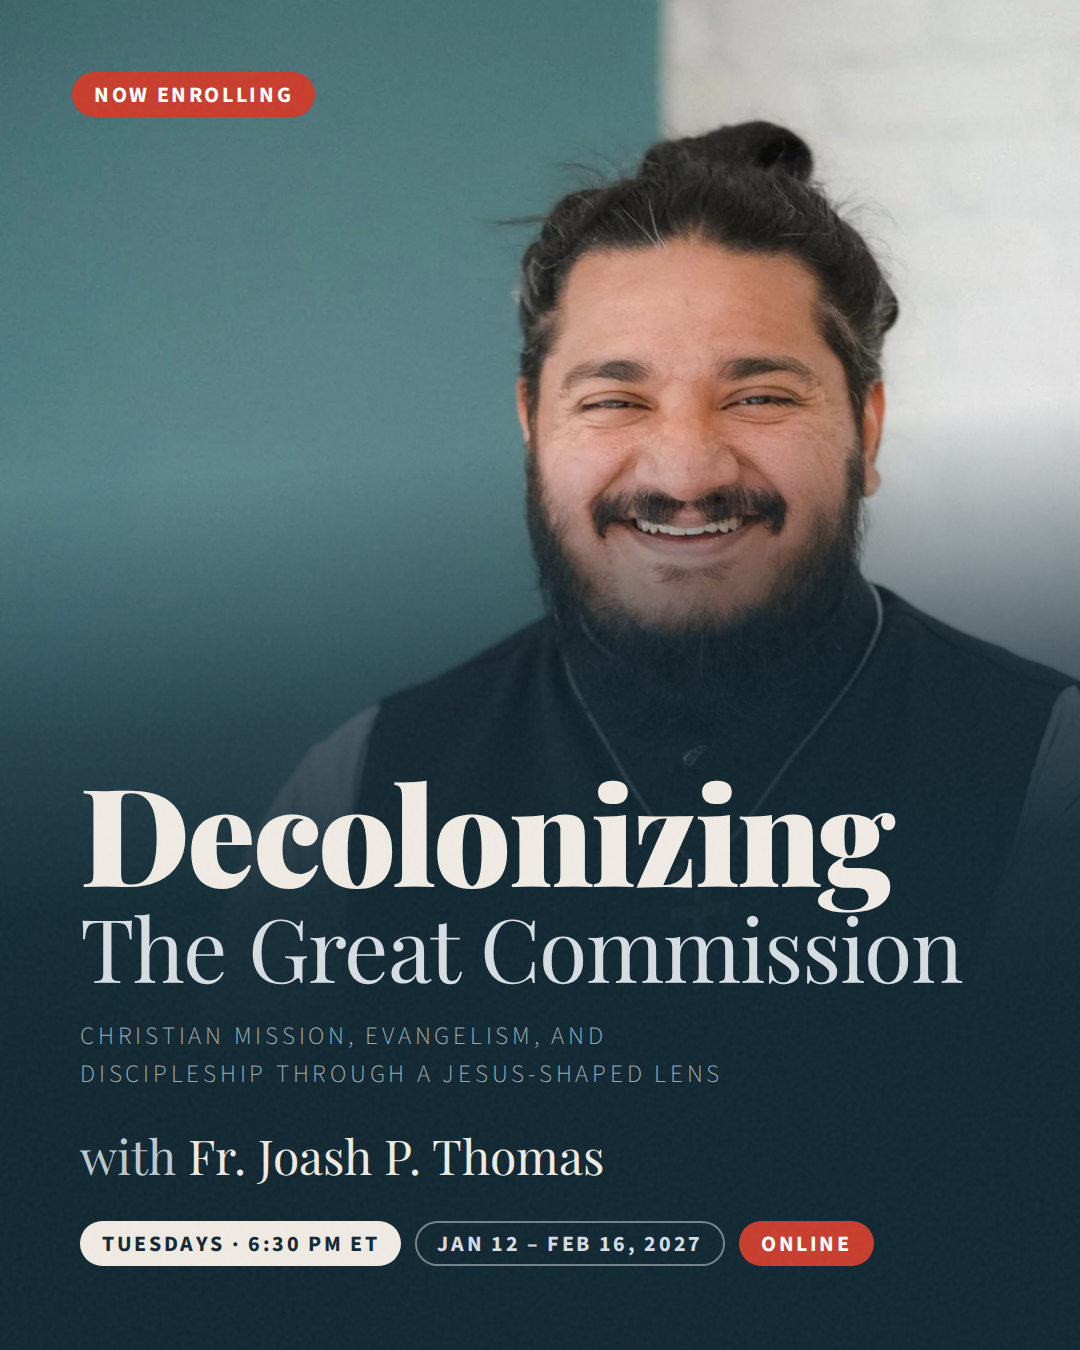 NOW ENROLLING
Decolonizing
The Great Commission
CHRISTIAN MISSION, EVANGELISM, AND
DISCIPLESHIP THROUGH A JESUS-SHAPED LENS
with Fr. Joash P. Thomas
TUESDAYS · 6:30 PM ET
JAN 12 – FEB 16, 2027
ONLINE